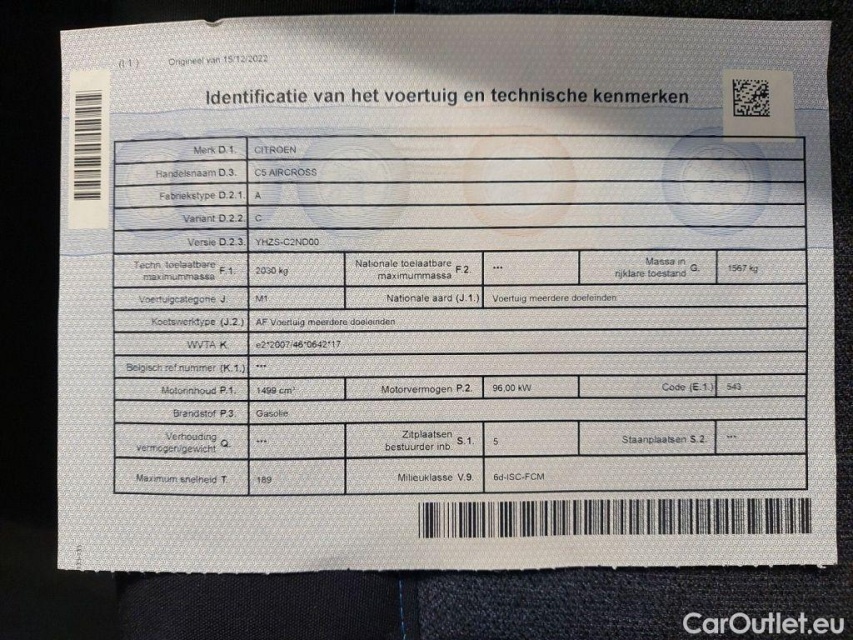 (I.1) Origineel van 15/12/2022
Identificatie van het voertuig en technische kenmerken
Merk D.1. CITROEN
Handelsnaam D.3. C5 AIRCROSS
Fabriekstype D.2.1. A
Variant D.2.2. C
Versie D.2.3. YHZS-C2ND00
Techn. toelaatbare maximummassa F.1. 2030 kg Nationale toelaatbare maximummassa F.2. *** Massa in rijklare toestand G. 1567 kg
Voertuigcategorie J. M1 Nationale aard (J.1.) Voertuig meerdere doeleinden
Koetswerktype (J.2.) AF Voertuig meerdere doeleinden
WVTA K. e2*2007/46*0642*17
Belgisch ref nummer (K.1.) ***
Motorinhoud P.1. 1499 cm³ Motorvermogen P.2. 96,00 kW Code (E.1.) 543
Brandstof P.3. Gasolie
Verhouding vermogen/gewicht Q. *** Zitplaatsen bestuurder inb. S.1. 5 Staanplaatsen S.2. ***
Maximum snelheid T. 189 Milieuklasse V.9. 6d-ISC-FCM
CarOutlet.eu